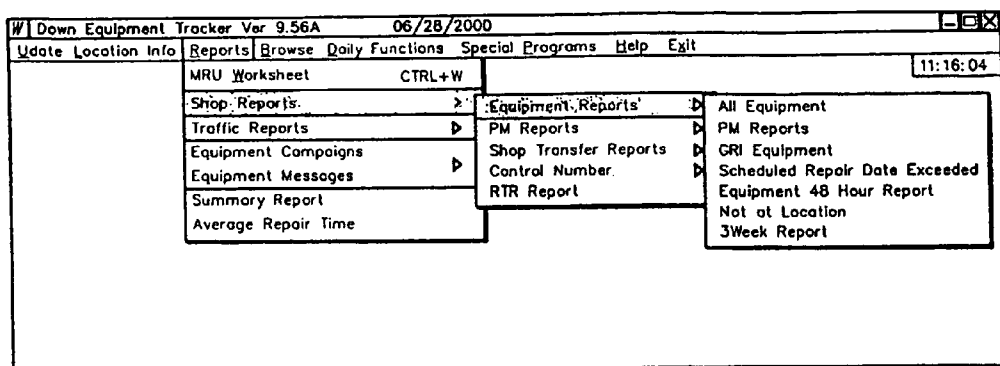 W Down Equipment Tracker Ver 9.56A 06/28/2000
Udate Location Info Reports Browse Daily Functions Special Programs Help Exit
11:16:04
MRU Worksheet CTRL+W
Shop Reports
Traffic Reports
Equipment Campaigns
Equipment Messages
Summary Report
Average Repair Time
Equipment Reports
PM Reports
Shop Transfer Reports
Control Number
RTR Report
All Equipment
PM Reports
GRI Equipment
Scheduled Repair Date Exceeded
Equipment 48 Hour Report
Not at Location
3Week Report